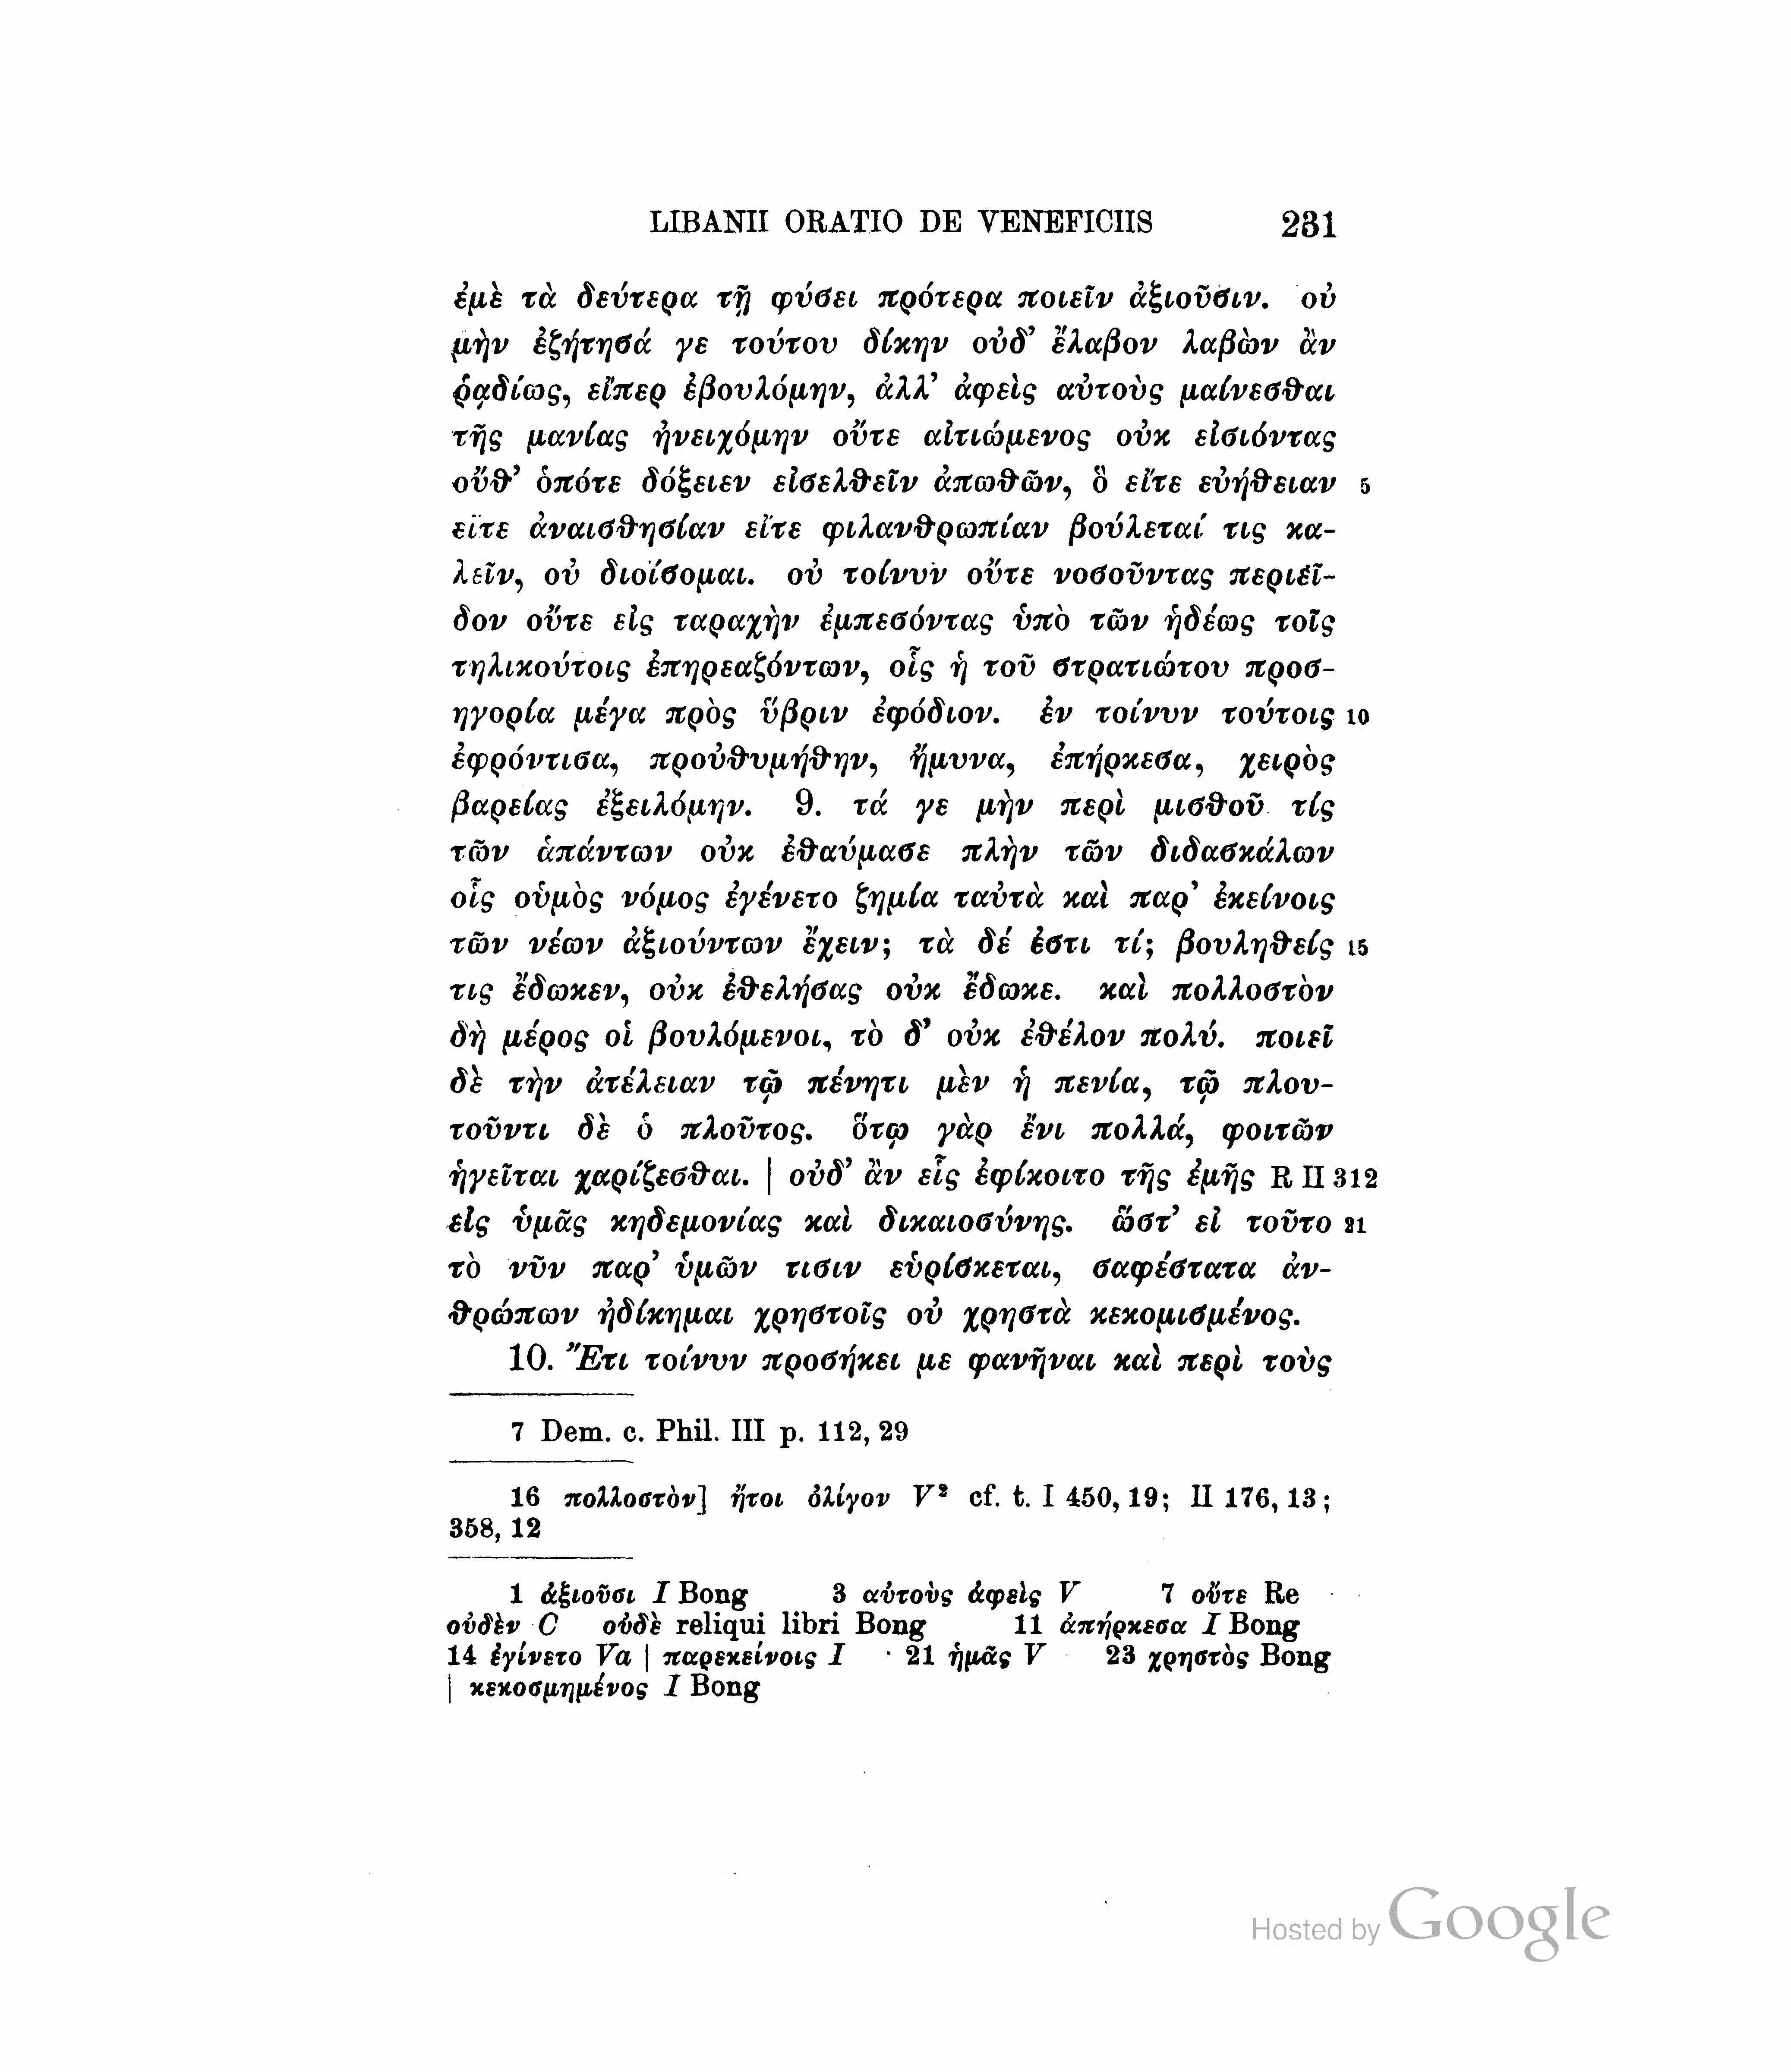 LIBANII ORATIO DE VENEFICIIS 231
ἐμὲ τὰ δεύτερα τῇ φύσει πρότερα ποιεῖν ἀξιοῦσιν. οὐ
μὴν ἐζήτησά γε τούτου δίκην οὐδ’ ἔλαβον λαβὼν ἂν
ῥᾳδίως, εἴπερ ἐβουλόμην, ἀλλ’ ἀφεὶς αὐτοὺς μαίνεσθαι
τῆς μανίας ἠνειχόμην οὔτε αἰτιώμενος οὐκ εἰσιόντας
οὔθ’ ὁπότε δόξειεν εἰσελθεῖν ἀπωθῶν, ὃ εἴτε εὐήθειαν 5
εἴτε ἀναισθησίαν εἴτε φιλανθρωπίαν βούλεταί τις κα-
λεῖν, οὐ διοίσομαι. οὐ τοίνυν οὔτε νοσοῦντας περιεῖ-
δον οὔτε εἰς ταραχὴν ἐμπεσόντας ὑπὸ τῶν ἡδέως τοῖς
τηλικούτοις ἐπηρεαζόντων, οἷς ἡ τοῦ στρατιώτου προσ-
ηγορία μέγα πρὸς ὕβριν ἐφόδιον. ἐν τοίνυν τούτοις 10
ἐφρόντισα, προὐθυμήθην, ἤμυνα, ἐπήρκεσα, χειρὸς
βαρείας ἐξειλόμην. 9. τά γε μὴν περὶ μισθοῦ τίς
τῶν ἁπάντων οὐκ ἐθαύμασε πλὴν τῶν διδασκάλων
οἷς οὑμὸς νόμος ἐγένετο ζημία ταὐτὰ καὶ παρ’ ἐκείνοις
τῶν νέων ἀξιούντων ἔχειν; τὰ δέ ἐστι τί; βουληθείς 15
τις ἔδωκεν, οὐκ ἐθελήσας οὐκ ἔδωκε. καὶ πολλοστὸν
δὴ μέρος οἱ βουλόμενοι, τὸ δ’ οὐκ ἐθέλον πολύ. ποιεῖ
δὲ τὴν ἀτέλειαν τῷ πένητι μὲν ἡ πενία, τῷ πλου-
τοῦντι δὲ ὁ πλοῦτος. ὅτῳ γὰρ ἔνι πολλά, φοιτῶν
ἡγεῖται χαρίζεσθαι. | οὐδ’ ἂν εἷς ἐφίκοιτο τῆς ἐμῆς R II 312
εἰς ὑμᾶς κηδεμονίας καὶ δικαιοσύνης. ὥστ’ εἰ τοῦτο 21
τὸ νῦν παρ’ ὑμῶν τισιν εὑρίσκεται, σαφέστατα ἀν-
θρώπων ἠδίκημαι χρηστοῖς οὐ χρηστὰ κεκομισμένος.
10. Ἔτι τοίνυν προσήκει με φανῆναι καὶ περὶ τοὺς
7 Dem. c. Phil. III p. 112, 29
16 πολλοστὸν] ἤτοι ὀλίγον V² cf. t. I 450, 19; II 176, 13;
358, 12
1 ἀξιοῦσι I Bong 3 αὐτοὺς ἀφεὶς V 7 οὔτε Re
οὐδὲν C οὐδὲ reliqui libri Bong 11 ἀπήρκεσα I Bong
14 ἐγίνετο Va | παρεκείνοις I 21 ἡμᾶς V 23 χρηστὸς Bong
| κεκοσμημένος I Bong
Hosted by Google